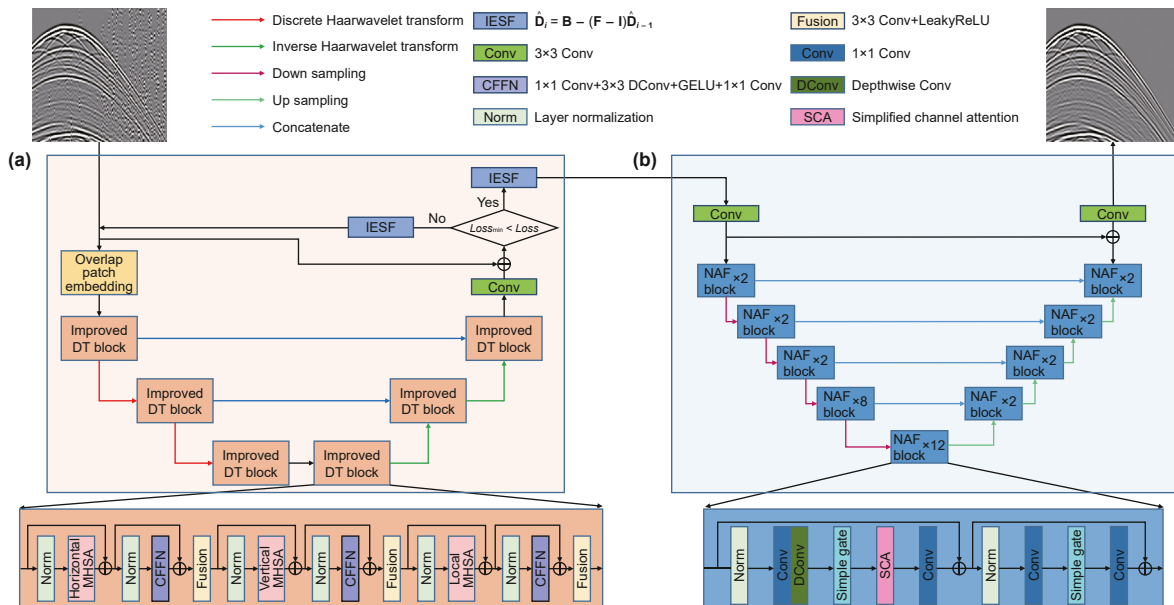 Discrete Haarwavelet transform
Inverse Haarwavelet transform
Down sampling
Up sampling
Concatenate
IESF
D̂ᵢ = B − (F − I)D̂ᵢ₋₁
Conv
3×3 Conv
CFFN
1×1 Conv+3×3 DConv+GELU+1×1 Conv
Norm
Layer normalization
Fusion
3×3 Conv+LeakyReLU
Conv
1×1 Conv
DConv
Depthwise Conv
SCA
Simplified channel attention
(a)
IESF
Yes
No
IESF
Lossₘᵢₙ < Loss
Overlap
patch
embedding
Conv
Improved
DT block
Improved
DT block
Improved
DT block
Improved
DT block
Improved
DT block
Improved
DT block
Norm
Horizontal
MHSA
Norm
CFFN
Fusion
Norm
Vertical
MHSA
Norm
CFFN
Fusion
Norm
Local
MHSA
Norm
CFFN
Fusion
(b)
Conv
Conv
NAF ×2
block
NAF ×2
block
NAF ×2
block
NAF ×2
block
NAF ×2
block
NAF ×2
block
NAF ×8
block
NAF ×2
block
NAF ×12
block
Norm
Conv
DConv
Simple gate
SCA
Conv
Norm
Conv
Simple gate
Conv